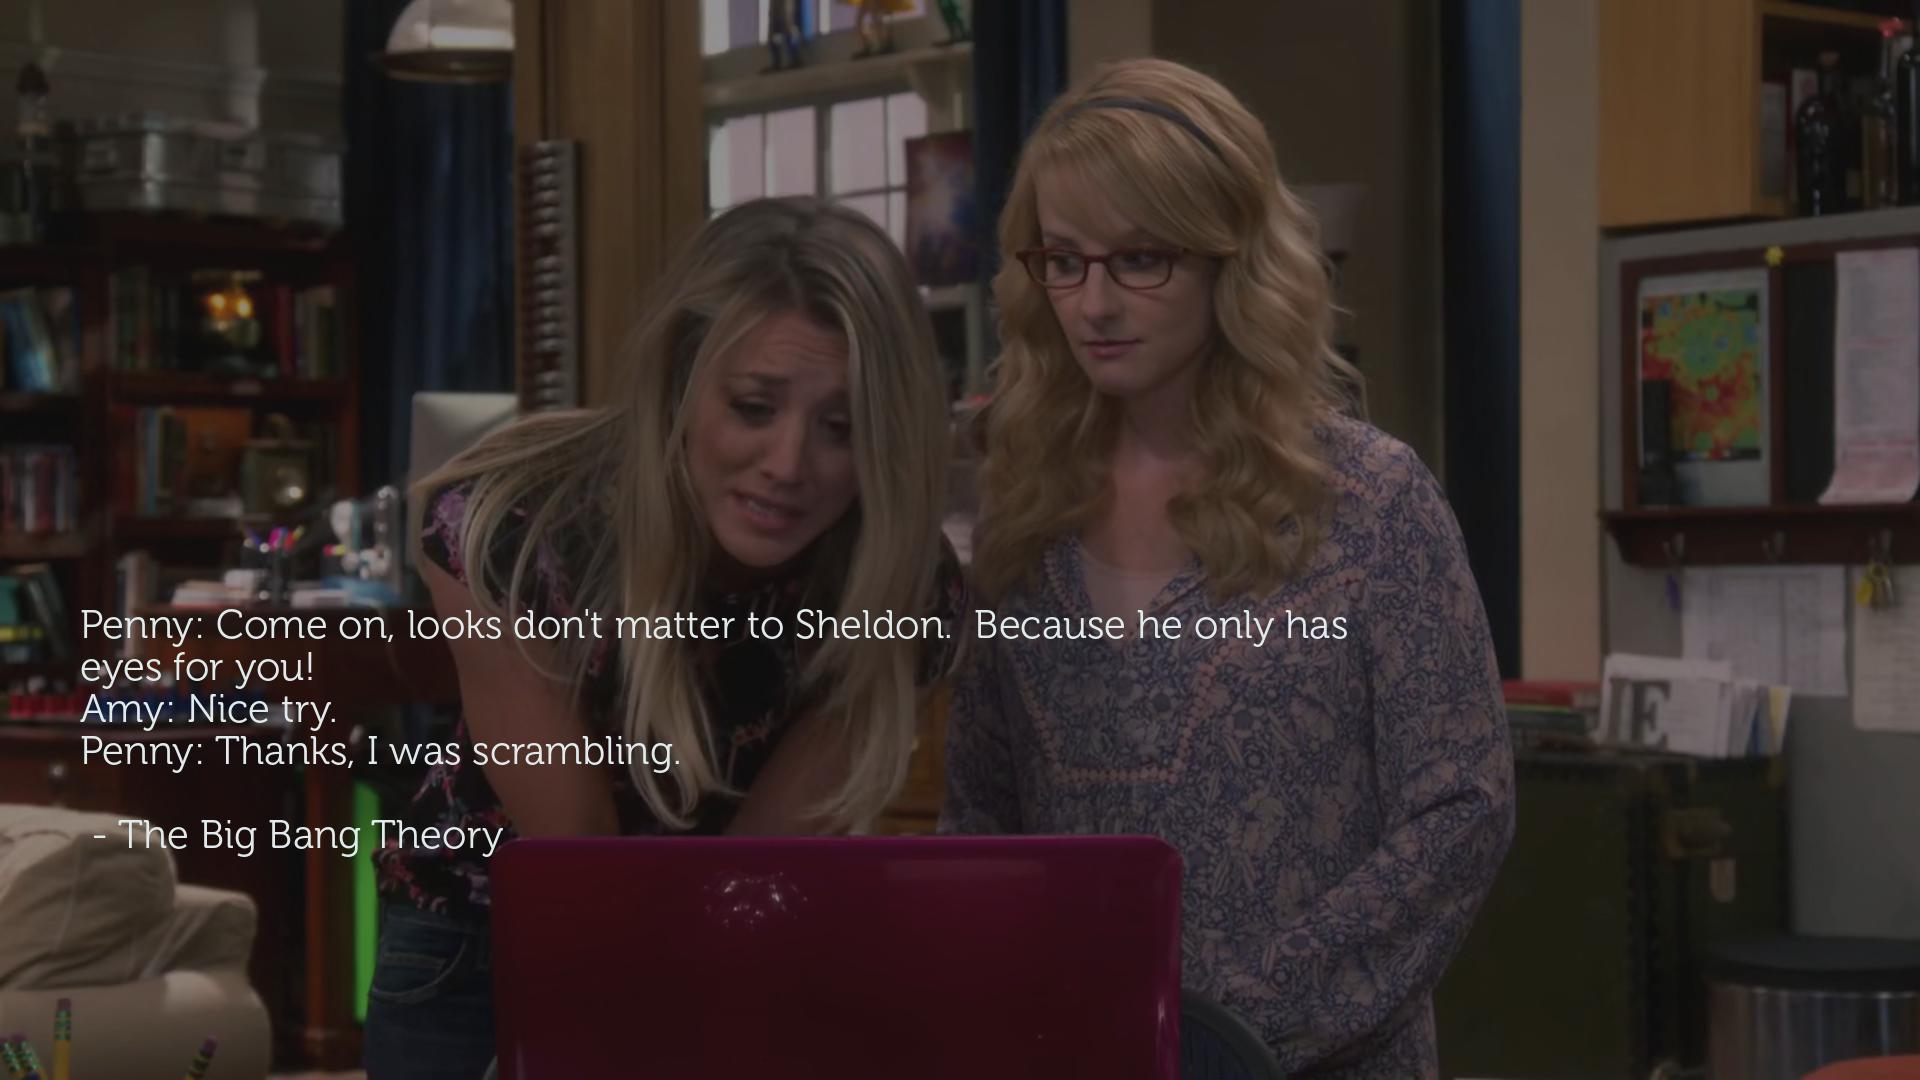 Penny: Come on, looks don't matter to Sheldon.  Because he only has
eyes for you!
Amy: Nice try.
Penny: Thanks, I was scrambling.
- The Big Bang Theory
IE